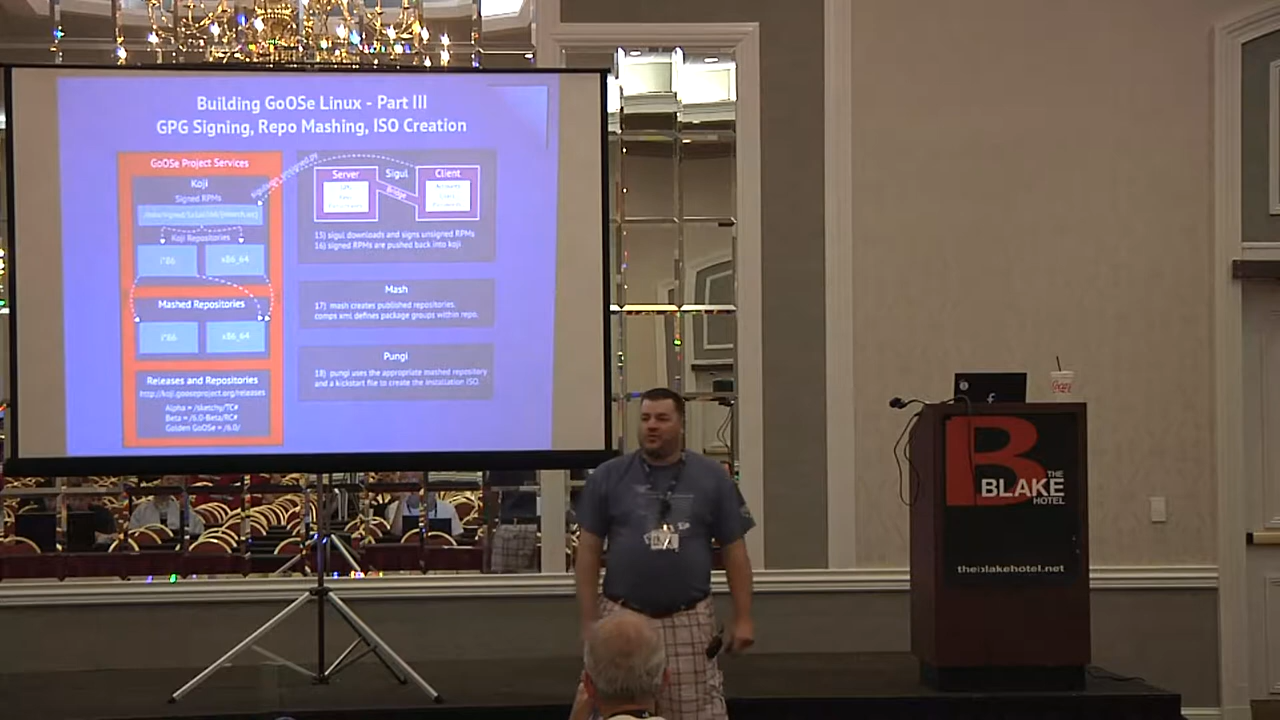 Building GoOSe Linux - Part III
GPG Signing, Repo Mashing, ISO Creation
GoOSe Project Services
Koji
Signed RPMs
Koji Repositories
i*86
x86_64
Mashed Repositories
i*86
x86_64
Releases and Repositories
http://koji.gooseproject.org/releases
Alpha = /sketchy/TC#
Beta = /6.0-Beta/RC#
Golden GoOSe = /6.0/
Server
Sigul
Client
Bridge
15) sigul downloads and signs unsigned RPMs
16) signed RPMs are pushed back into koji
Mash
17) mash creates published repositories.
comps xml defines package groups within repo.
Pungi
18) pungi uses the appropriate mashed repository
and a kickstart file to create the installation ISO.
B
THE
BLAKE
HOTEL
theblakehotel.net